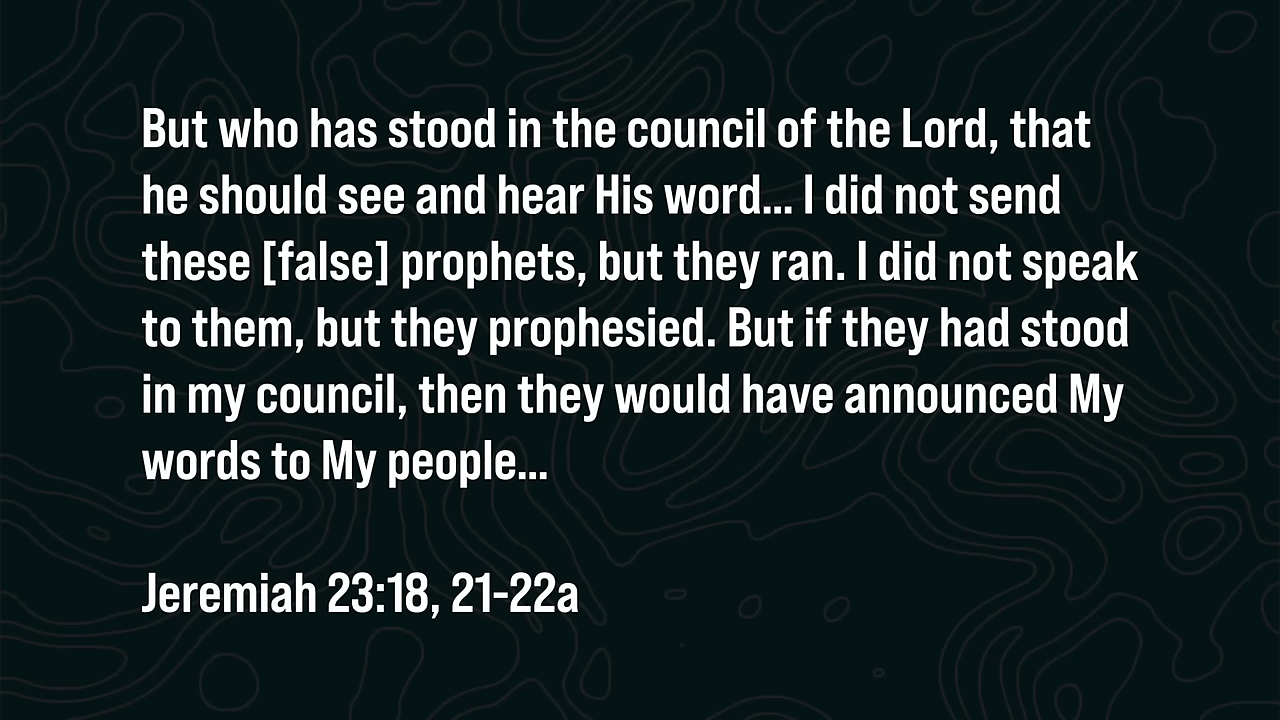 But who has stood in the council of the Lord, that
he should see and hear His word... I did not send
these [false] prophets, but they ran. I did not speak
to them, but they prophesied. But if they had stood
in my council, then they would have announced My
words to My people...
Jeremiah 23:18, 21-22a